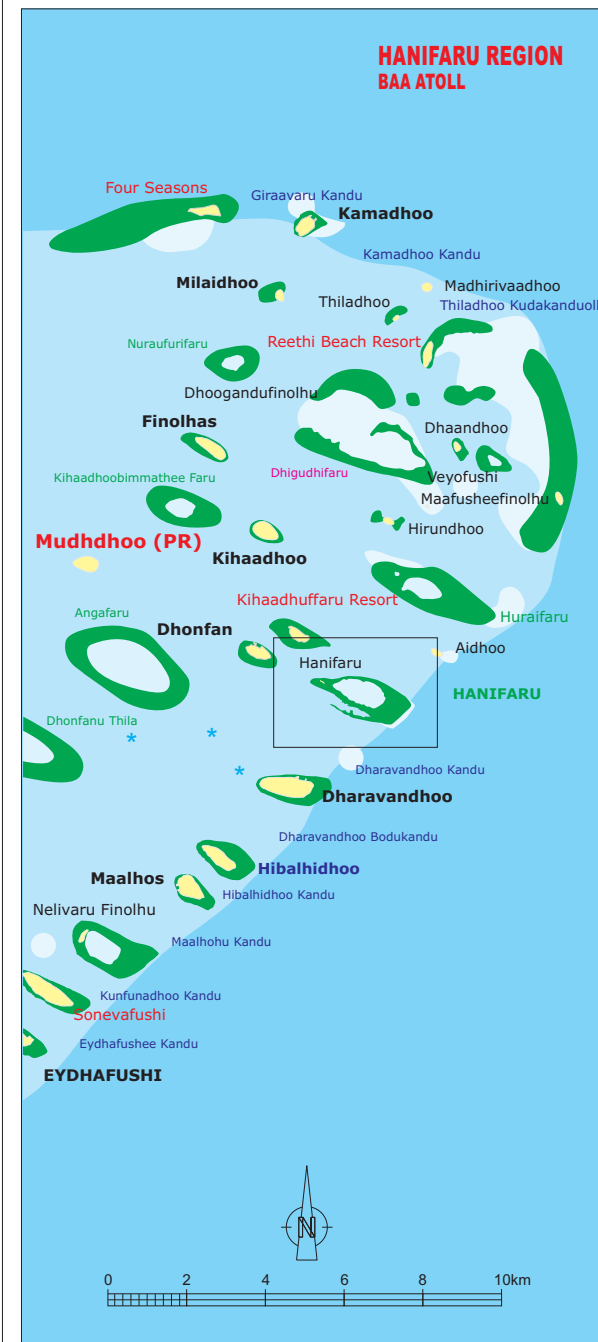 HANIFARU REGION
BAA ATOLL
Four Seasons
Giraavaru Kandu
Kamadhoo
Kamadhoo Kandu
Milaidhoo
Madhirivaadhoo
Thiladhoo
Thiladhoo Kudakanduoll
Nuraufurifaru
Reethi Beach Resort
Dhoogandufinolhu
Finolhas
Dhaandhoo
Kihaadhoobimmathee Faru
Dhigudhifaru
Veyofushi
Maafusheefinolhu
Hirundhoo
Mudhdhoo (PR)
Kihaadhoo
Kihaadhuffaru Resort
Angafaru
Huraifaru
Dhonfan
Aidhoo
Hanifaru
HANIFARU
Dhonfanu Thila
* * *
Dharavandhoo Kandu
Dharavandhoo
Dharavandhoo Bodukandu
Hibalhidhoo
Maalhos
Hibalhidhoo Kandu
Nelivaru Finolhu
Maalhohu Kandu
Kunfunadhoo Kandu
Sonevafushi
Eydhafushee Kandu
EYDHAFUSHI
N
0 2 4 6 8 10km